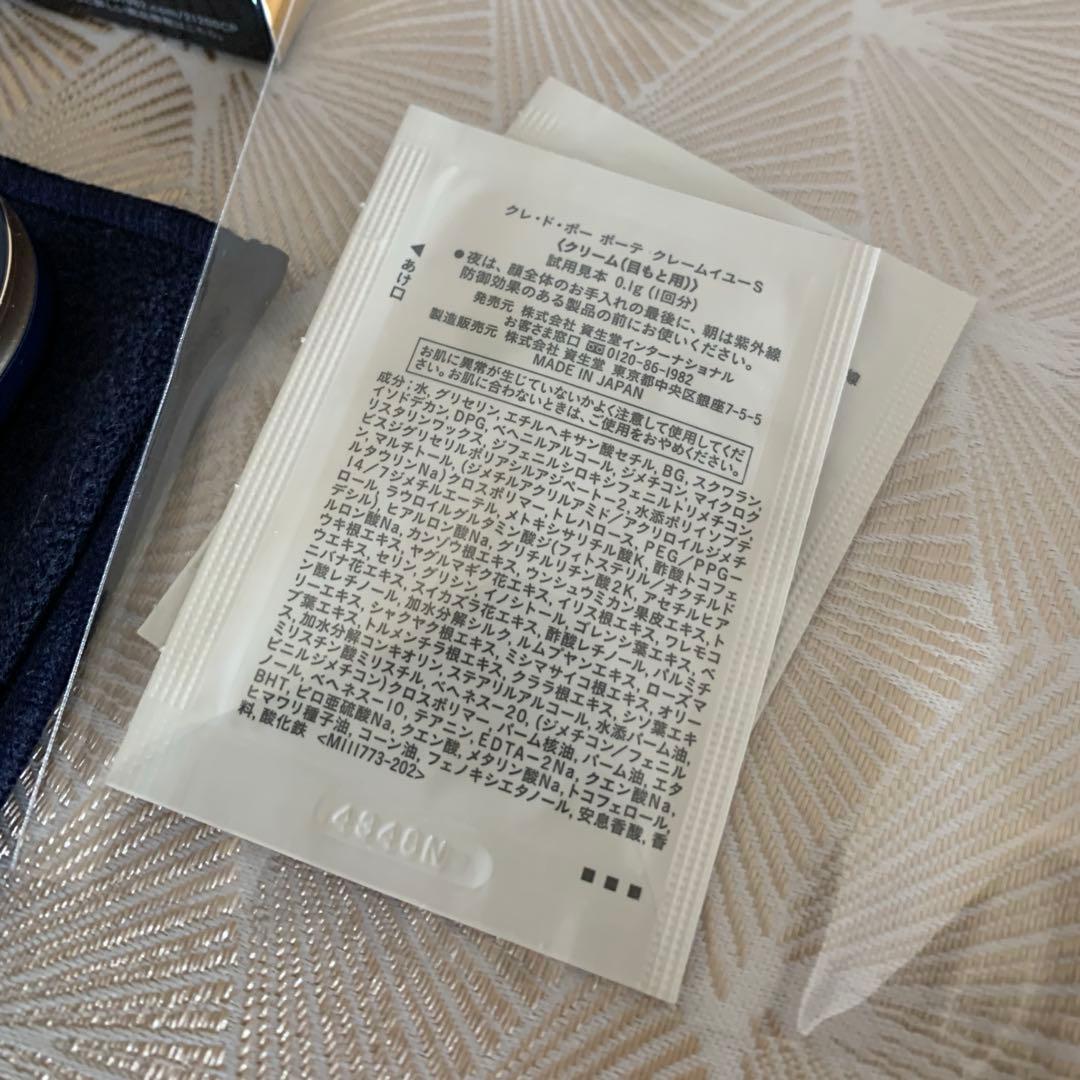 クレ・ド・ポー ボーテ クレームイユーS
《クリーム(目もと用)》
試用見本 0.1g (1回分)
●夜は、顔全体のお手入れの最後に、朝は紫外線
防御効果のある製品の前にお使いください。
発売元 株式会社 資生堂インターナショナル
お客さま窓口 0120-86-1982
製造販売元 株式会社 資生堂 東京都中央区銀座7-5-5
MADE IN JAPAN
◀あけ口
お肌に異常が生じていないかよく注意して使用してくだ
さい。お肌に合わないときは、ご使用をおやめください。
成分:水, グリセリン, エチルヘキサン酸セチル, BG, スクワラン,
イソドデカン, DPG, ベヘニルアルコール, ジメチコン, マイクロク
リスタリンワックス, ジフェニルシロキシフェニルトリメチコン,
ビスジグリセリルポリアシルアジペート-2, 水添ポリイソブテ
ン, マルチトール, (ジメチルアクリルアミド/アクリロイルジメチ
ルタウリンNa)クロスポリマー, トレハロース, PEG/PPG-
14/7ジメチルエーテル, メトキシサリチル酸K, 酢酸トコフェ
ロール, ラウロイルグルタミン酸ジ(フィトステリル/オクチルド
デシル), ヒアルロン酸Na, グリチルリチン酸2K, アセチルヒア
ルロン酸Na, カンゾウ根エキス, ウンシュウミカン果皮エキス, ト
ウキ根エキス, ヤグルマギク花エキス, イリス根エキス, ワレモコ
ウエキス, セリン, グリシン, イノシトール, ゴレンシ葉エキス, ベ
ニバナ花エキス, スイカズラ花エキス, 酢酸レチノール, パルミチ
ン酸レチノール, 加水分解シルク, ルムプヤンエキス, ローズマ
リーエキス, シャクヤク根エキス, ミシマサイコ根エキス, オリー
ブ葉エキス, トルメンチラ根エキス, クララ根エキス, シソ葉エキ
ス, 加水分解コンキオリン, ステアリルアルコール, 水添パーム油,
ミリスチン酸ミリスチル, ベヘネス-20, (ジメチコン/フェニル
ビニルジメチコン)クロスポリマー, パーム核油, パーム油, エタ
ノール, ベヘネス-10, テアニン, EDTA-2Na, クエン酸Na,
BHT, ピロ亜硫酸Na, クエン酸, メタリン酸Na, トコフェロール,
ヒマワリ種子油, コーン油, フェノキシエタノール, 安息香酸, 香
料, 酸化鉄 <M111773-202>